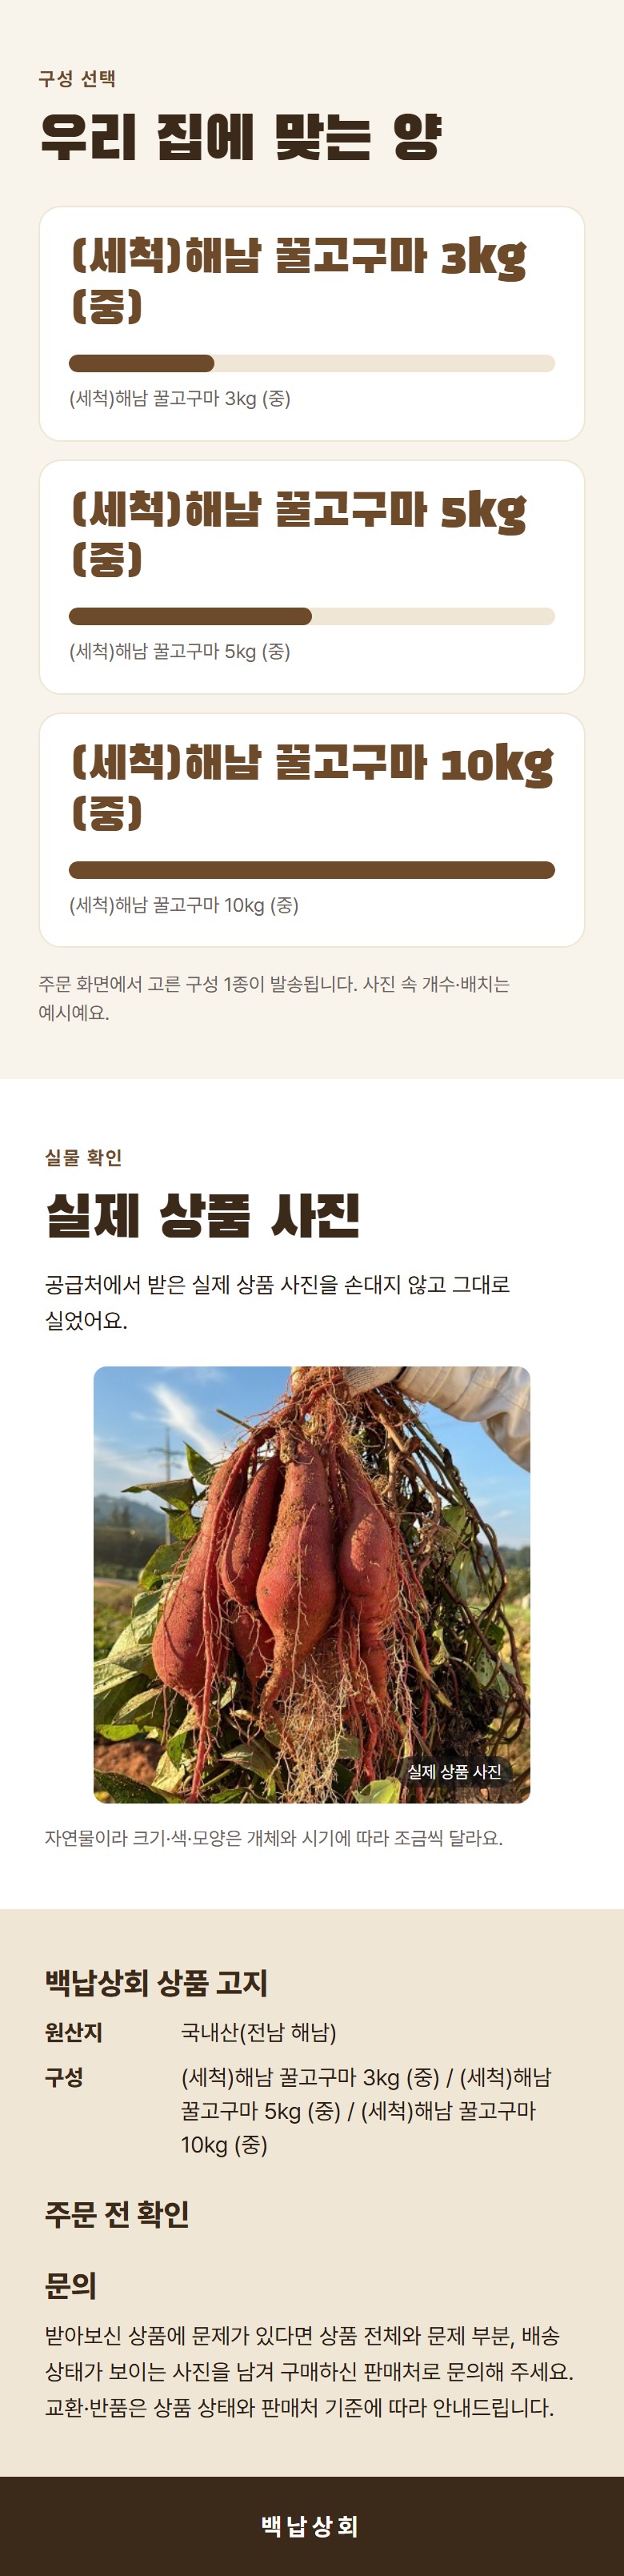 구성 선택
우리 집에 맞는 양
(세척)해남 꿀고구마 3kg
(중)
(세척)해남 꿀고구마 3kg (중)
(세척)해남 꿀고구마 5kg
(중)
(세척)해남 꿀고구마 5kg (중)
(세척)해남 꿀고구마 10kg
(중)
(세척)해남 꿀고구마 10kg (중)
주문 화면에서 고른 구성 1종이 발송됩니다. 사진 속 개수·배치는
예시예요.
실물 확인
실제 상품 사진
공급처에서 받은 실제 상품 사진을 손대지 않고 그대로
실었어요.
실제 상품 사진
자연물이라 크기·색·모양은 개체와 시기에 따라 조금씩 달라요.
백납상회 상품 고지
원산지 국내산(전남 해남)
구성 (세척)해남 꿀고구마 3kg (중) / (세척)해남
꿀고구마 5kg (중) / (세척)해남 꿀고구마
10kg (중)
주문 전 확인
문의
받아보신 상품에 문제가 있다면 상품 전체와 문제 부분, 배송
상태가 보이는 사진을 남겨 구매하신 판매처로 문의해 주세요.
교환·반품은 상품 상태와 판매처 기준에 따라 안내드립니다.
백납상회